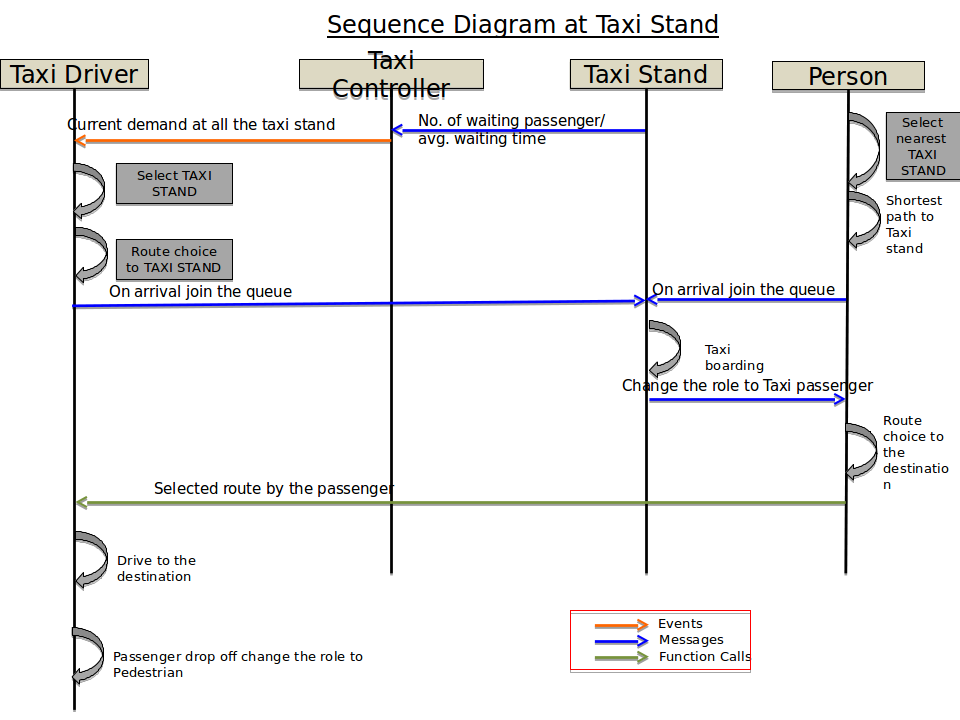 Sequence Diagram at Taxi Stand
Taxi Driver
Taxi
Controller
Taxi Stand
Person
Current demand at all the taxi stand
No. of waiting passenger/
avg. waiting time
Select
nearest
TAXI
STAND
Select TAXI
STAND
Shortest
path to
Taxi
stand
Route choice
to TAXI STAND
On arrival join the queue
On arrival join the queue
Taxi
boarding
Change the role to Taxi passenger
Route
choice to
the
destinatio
n
Selected route by the passenger
Drive to the
destination
Passenger drop off change the role to
Pedestrian
Events
Messages
Function Calls